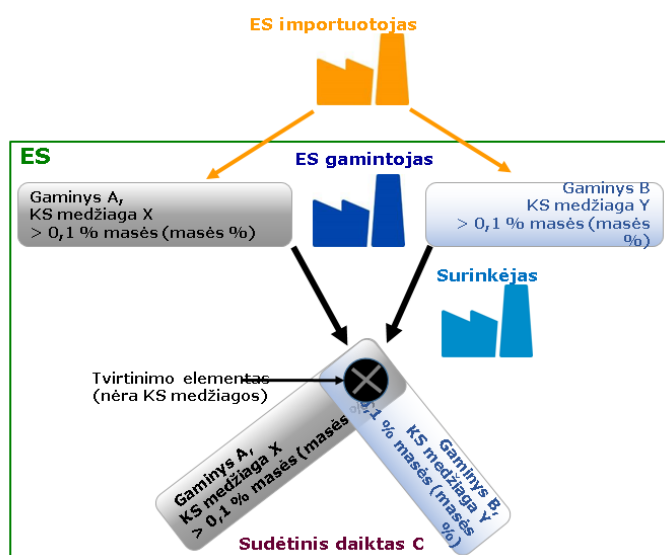 ES importuotojas
ES
ES gamintojas
Gaminys A,
KS medžiaga X
> 0,1 % masės (masės %)
Gaminys B
KS medžiaga Y
> 0,1 % masės (masės
%)
Surinkėjas
Tvirtinimo elementas
(nėra KS medžiagos)
Gaminys A,
KS medžiaga X
> 0,1 % masės (masės %)
Gaminys B,
KS medžiaga Y
0,1 % masės (masės
%)
Sudėtinis daiktas C